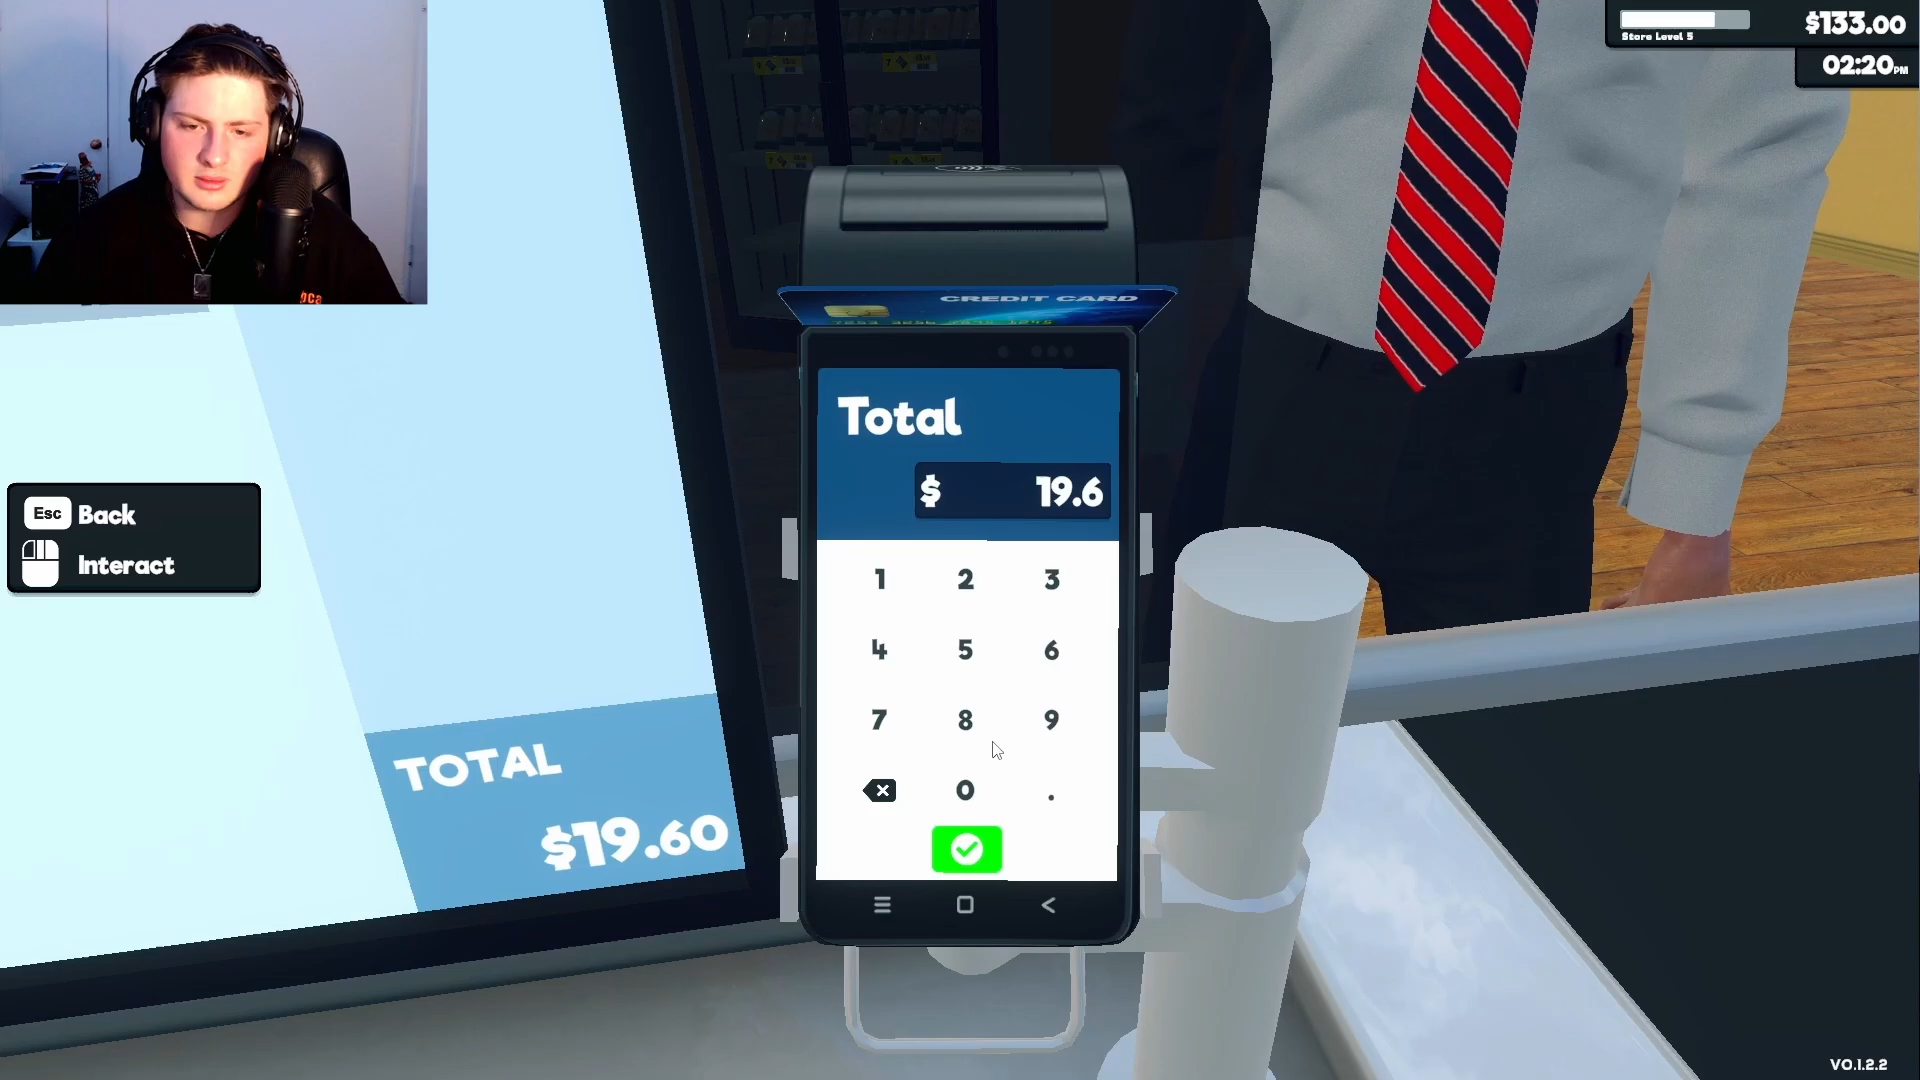 $133.00
Store Level 5
02:20PM
CREDIT CARD
Total
$ 19.6
Esc Back
Interact
1 2 3
4 5 6
7 8 9
0 .
TOTAL
$19.60
V0.1.2.2